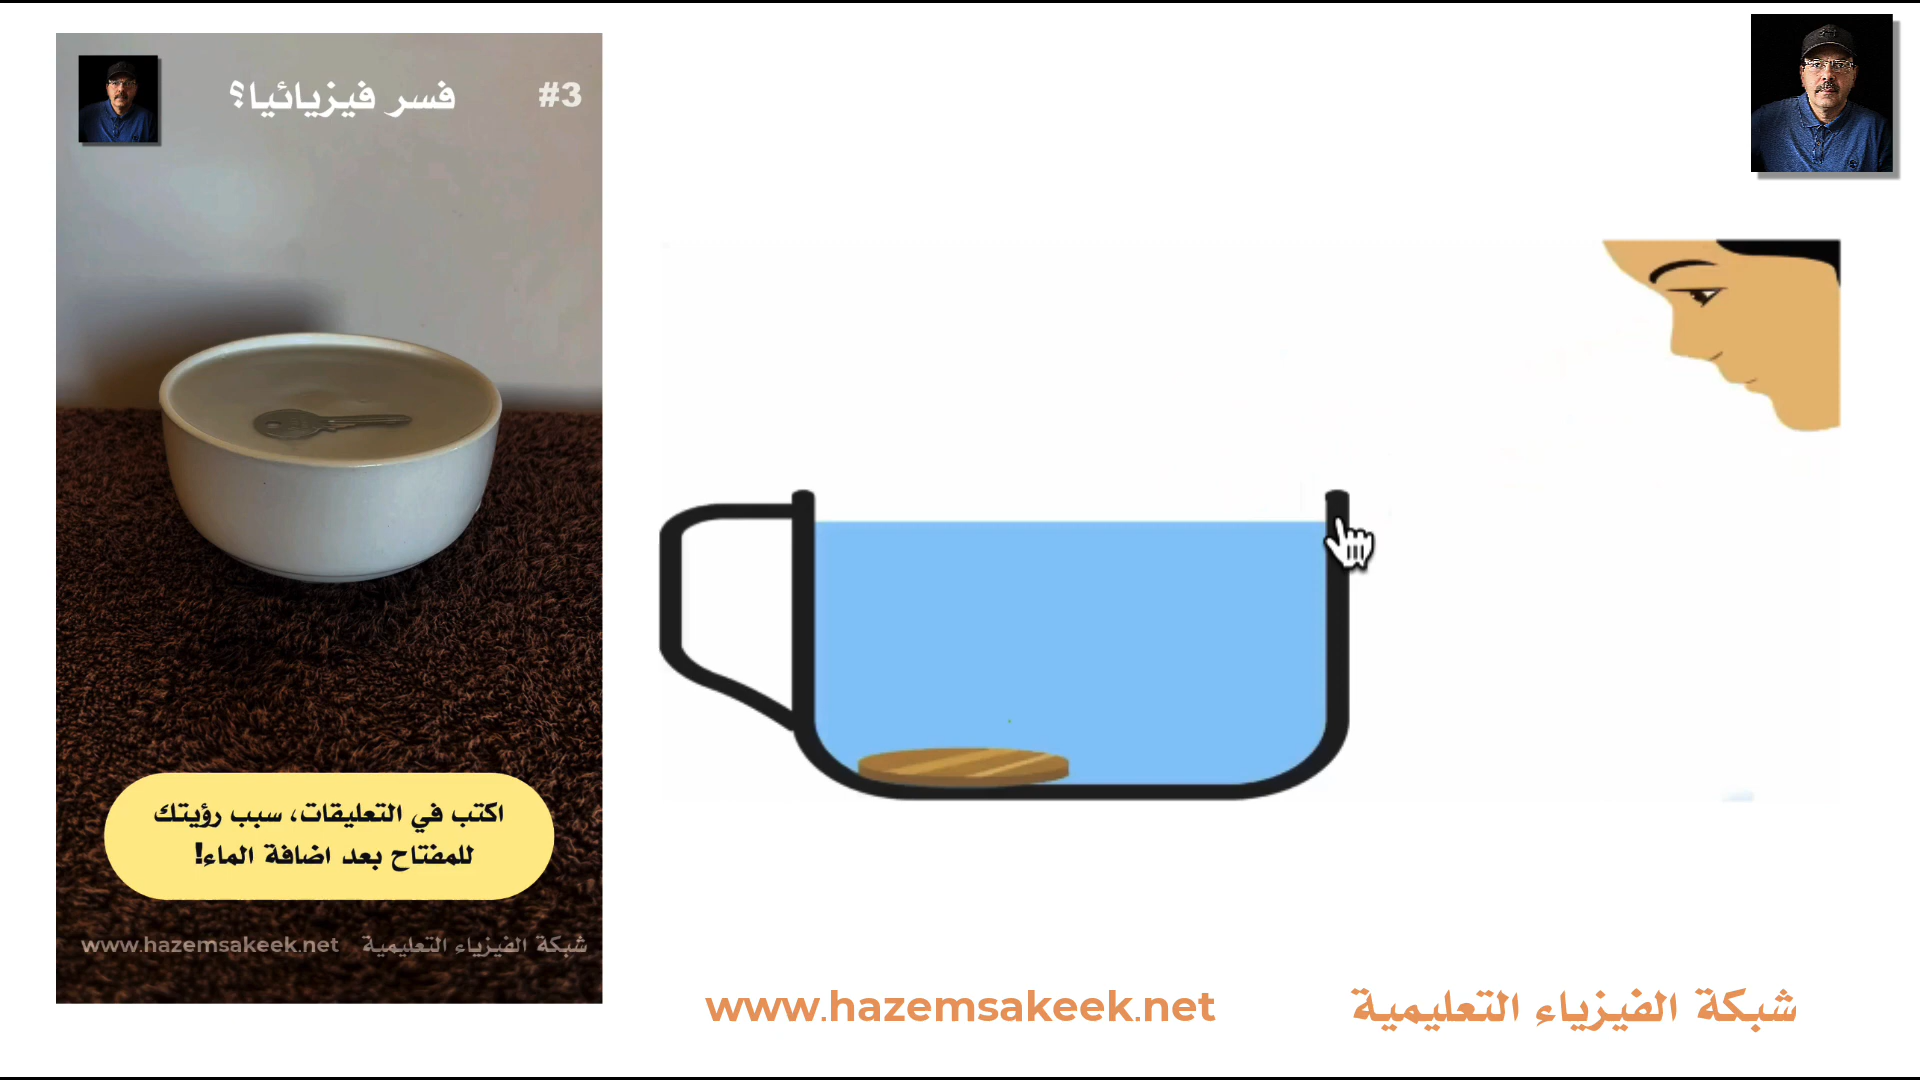 فسر فيزيائيا؟ #3
اكتب في التعليقات، سبب رؤيتك
للمفتاح بعد اضافة الماء!
www.hazemsakeek.net شبكة الفيزياء التعليمية
www.hazemsakeek.net شبكة الفيزياء التعليمية